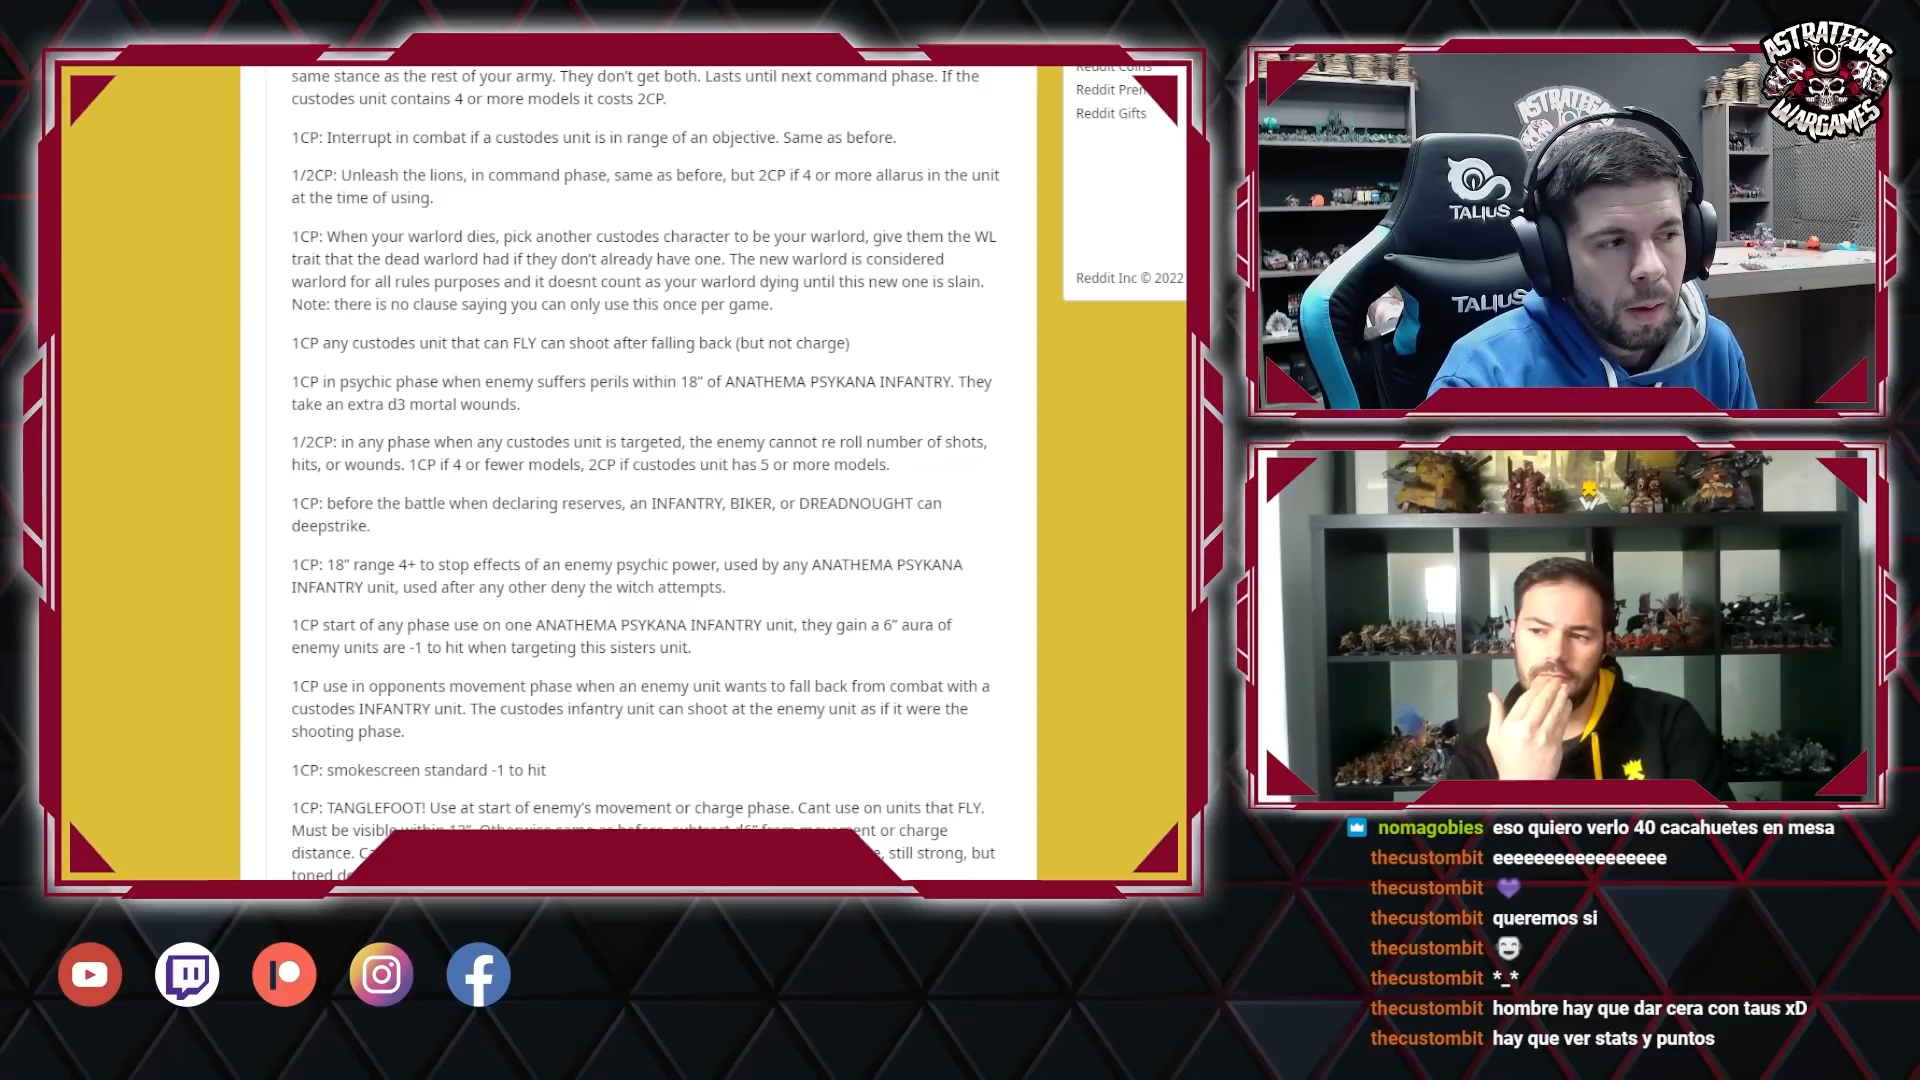 same stance as the rest of your army. They don't get both. Lasts until next command phase. If the
custodes unit contains 4 or more models it costs 2CP.
1CP: Interrupt in combat if a custodes unit is in range of an objective. Same as before.
1/2CP: Unleash the lions, in command phase, same as before, but 2CP if 4 or more allarus in the unit
at the time of using.
1CP: When your warlord dies, pick another custodes character to be your warlord, give them the WL
trait that the dead warlord had if they don't already have one. The new warlord is considered
warlord for all rules purposes and it doesnt count as your warlord dying until this new one is slain.
Note: there is no clause saying you can only use this once per game.
1CP any custodes unit that can FLY can shoot after falling back (but not charge)
1CP in psychic phase when enemy suffers perils within 18” of ANATHEMA PSYKANA INFANTRY. They
take an extra d3 mortal wounds.
1/2CP: in any phase when any custodes unit is targeted, the enemy cannot re roll number of shots,
hits, or wounds. 1CP if 4 or fewer models, 2CP if custodes unit has 5 or more models.
1CP: before the battle when declaring reserves, an INFANTRY, BIKER, or DREADNOUGHT can
deepstrike.
1CP: 18” range 4+ to stop effects of an enemy psychic power, used by any ANATHEMA PSYKANA
INFANTRY unit, used after any other deny the witch attempts.
1CP start of any phase use on one ANATHEMA PSYKANA INFANTRY unit, they gain a 6” aura of
enemy units are -1 to hit when targeting this sisters unit.
1CP use in opponents movement phase when an enemy unit wants to fall back from combat with a
custodes INFANTRY unit. The custodes infantry unit can shoot at the enemy unit as if it were the
shooting phase.
1CP: smokescreen standard -1 to hit
1CP: TANGLEFOOT! Use at start of enemy’s movement or charge phase. Cant use on units that FLY.
Must be visible within 12”. Otherwise same as before, subtract d6” from movement or charge
distance. still strong, but
toned
Reddit Coins
Reddit Prem
Reddit Gifts
Reddit Inc © 2022
ASTRATEGAS
WARGAMES
ASTRATEGAS
TALIUS
TALIUS
nomagobies eso quiero verlo 40 cacahuetes en mesa
thecustombit eeeeeeeeeeeeeeeee
thecustombit 💜
thecustombit queremos si
thecustombit
thecustombit *_*
thecustombit hombre hay que dar cera con taus xD
thecustombit hay que ver stats y puntos